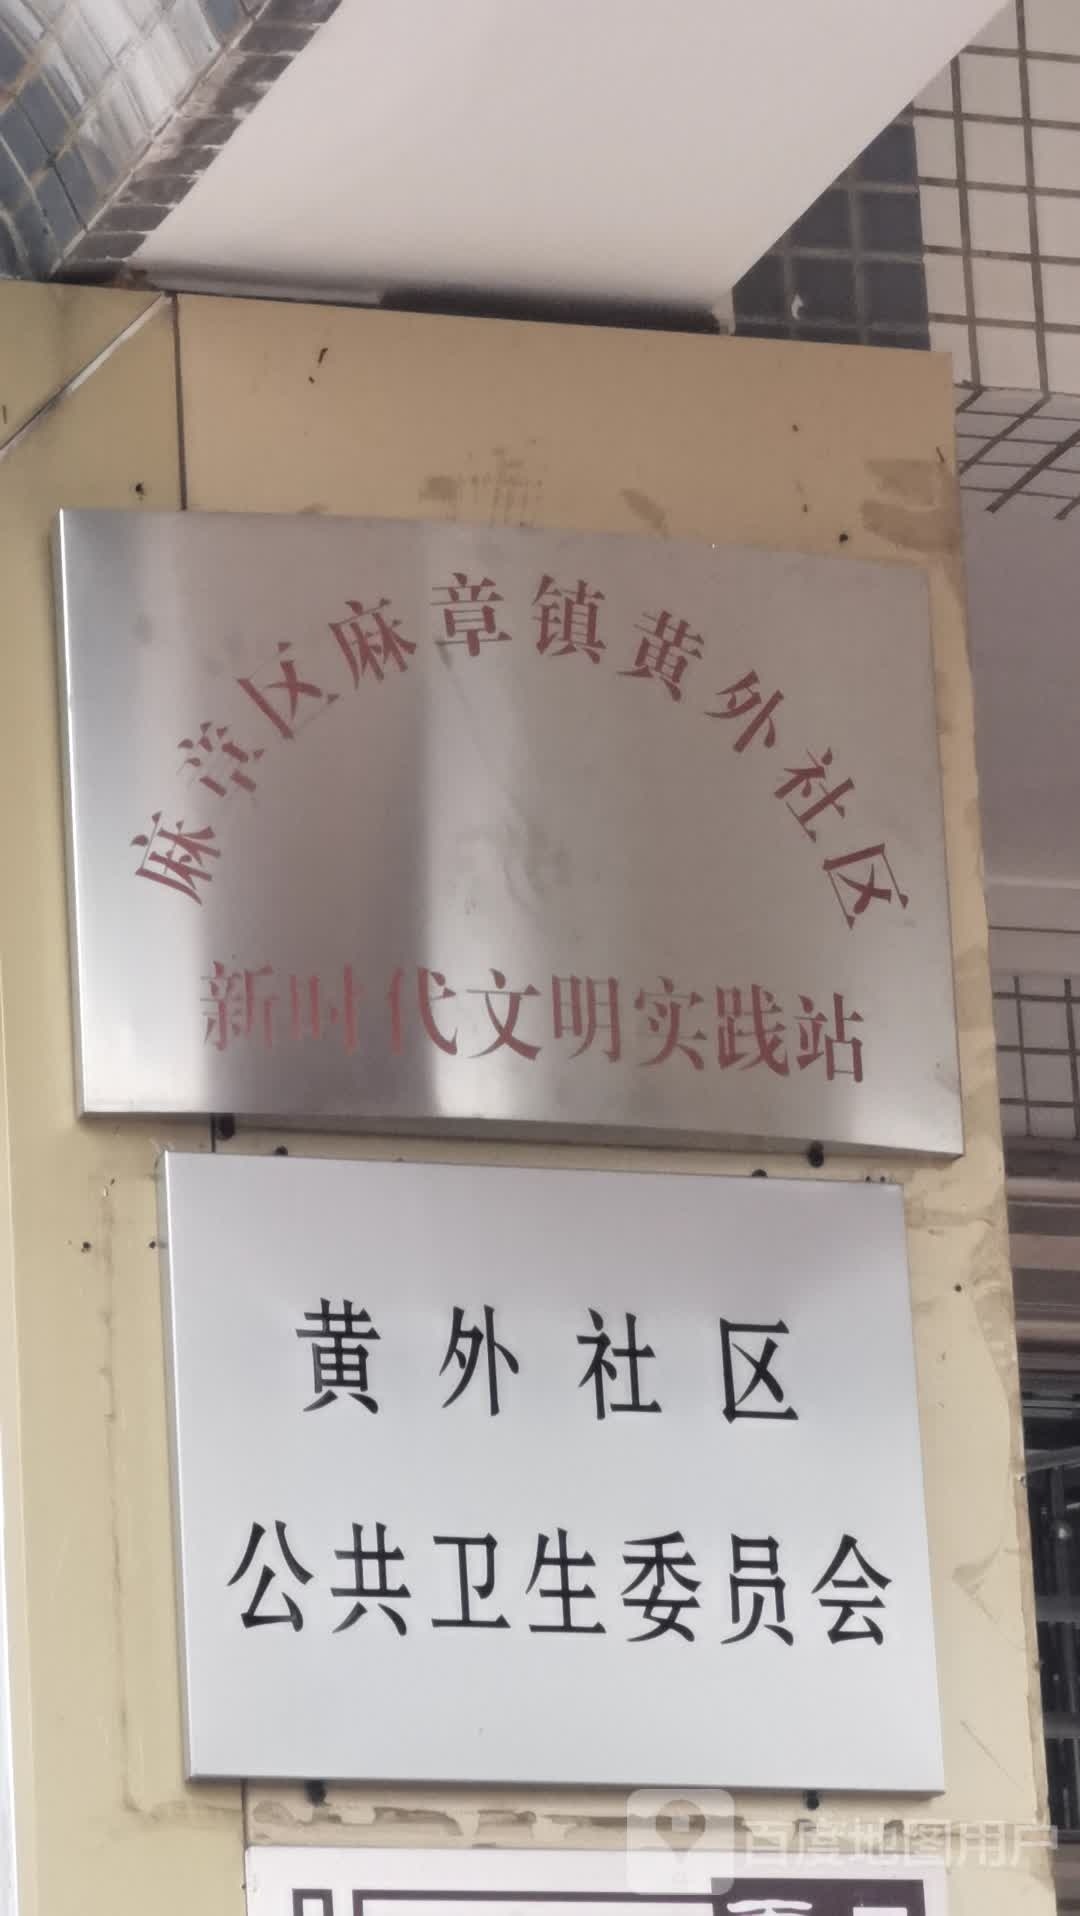 麻章区麻章镇黄外社区
新时代文明实践站
黄外社区
公共卫生委员会
百度地图用户